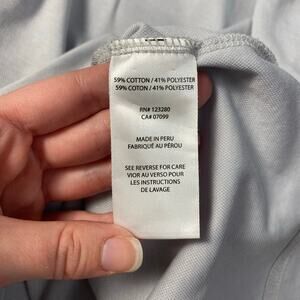 59% COTTON / 41% POLYESTER
59% COTON / 41% POLYESTER
RN# 123280
CA# 07099
MADE IN PERU
FABRIQUÉ AU PÉROU
SEE REVERSE FOR CARE
VIOR AU VERSO POUR
LES INSTRUCTIONS
DE LAVAGE